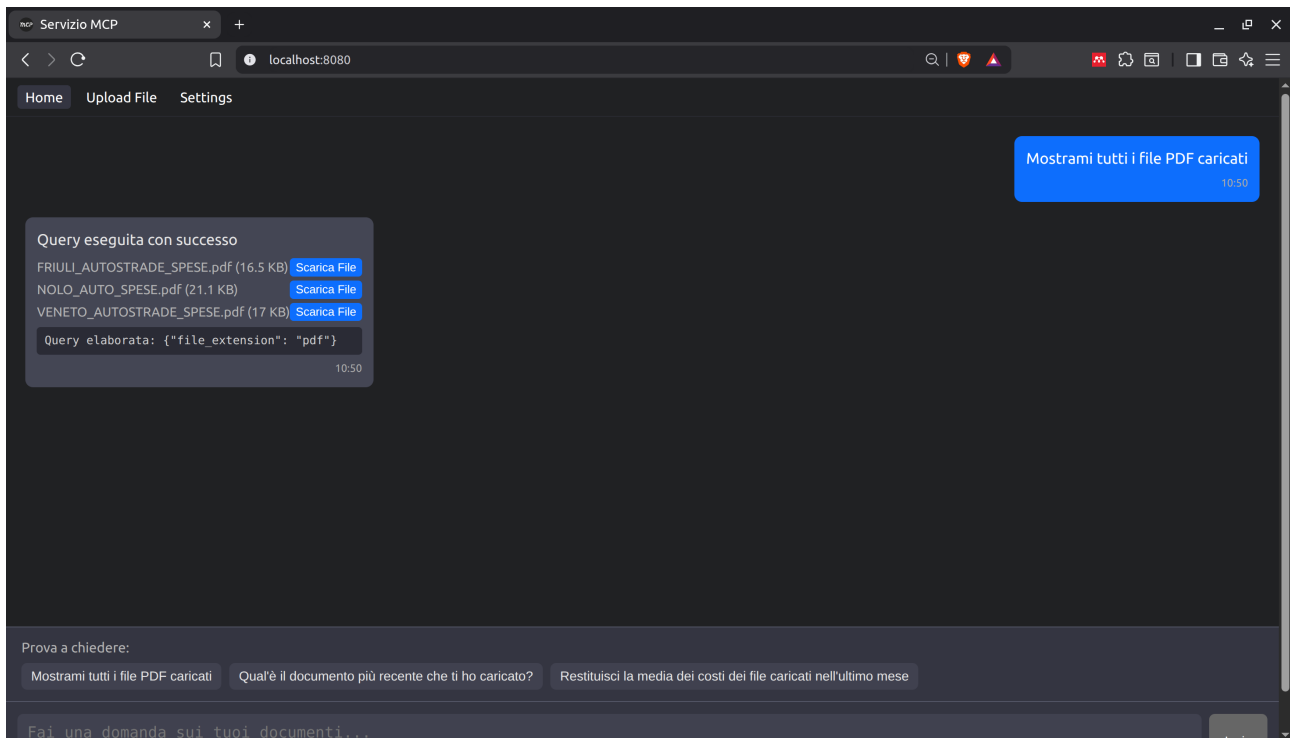 mcp Servizio MCP
localhost:8080
Home Upload File Settings
Mostrami tutti i file PDF caricati
10:50
Query eseguita con successo
FRIULI_AUTOSTRADE_SPESE.pdf (16.5 KB) Scarica File
NOLO_AUTO_SPESE.pdf (21.1 KB) Scarica File
VENETO_AUTOSTRADE_SPESE.pdf (17 KB) Scarica File
Query elaborata: {"file_extension": "pdf"}
10:50
Prova a chiedere:
Mostrami tutti i file PDF caricati Qual'è il documento più recente che ti ho caricato? Restituisci la media dei costi dei file caricati nell'ultimo mese
Fai una domanda sui tuoi documenti...